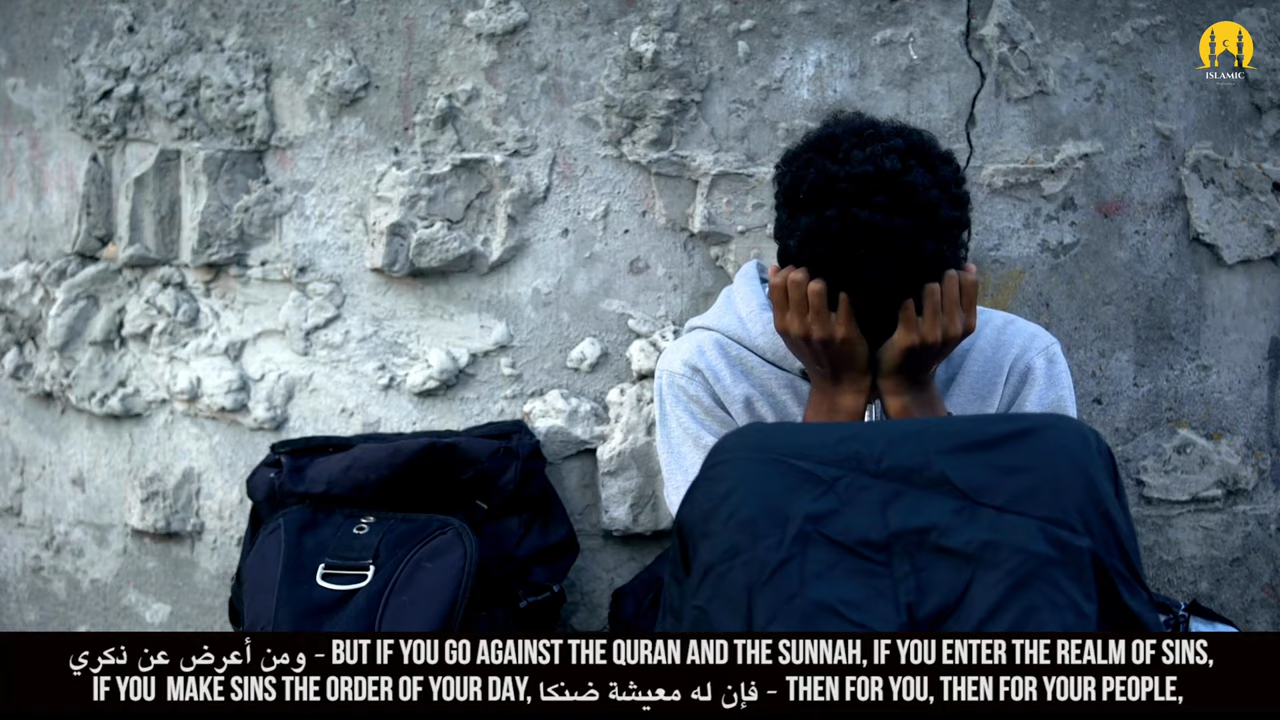 ISLAMIC
ومن أعرض عن ذكري - BUT IF YOU GO AGAINST THE QURAN AND THE SUNNAH, IF YOU ENTER THE REALM OF SINS,
IF YOU MAKE SINS THE ORDER OF YOUR DAY, فإن له معيشة ضنكا - THEN FOR YOU, THEN FOR YOUR PEOPLE,